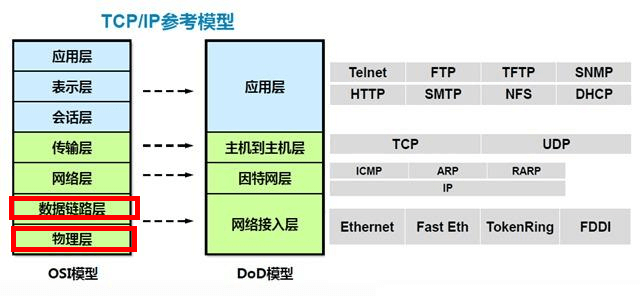 TCP/IP参考模型
应用层
表示层
会话层
传输层
网络层
数据链路层
物理层
OSI模型
应用层
主机到主机层
因特网层
网络接入层
DoD模型
Telnet FTP TFTP SNMP
HTTP SMTP NFS DHCP
TCP UDP
ICMP ARP RARP
IP
Ethernet Fast Eth TokenRing FDDI